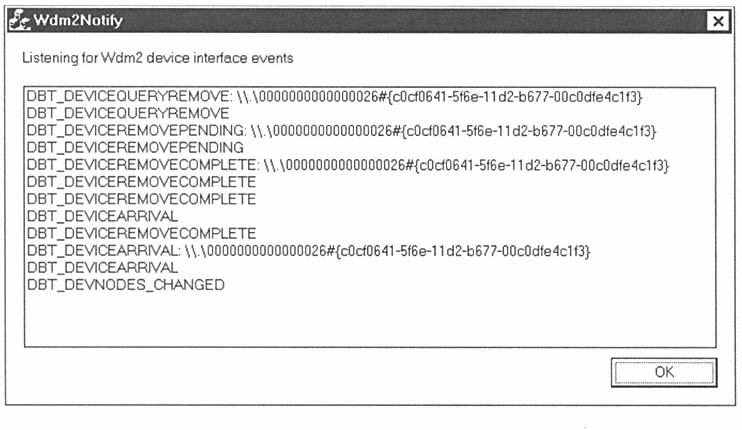 Wdm2Notify
Listening for Wdm2 device interface events
DBT_DEVICEQUERYREMOVE: \\.\0000000000000026#{c0cf0641-5f6e-11d2-b677-00c0dfe4c1f3}
DBT_DEVICEQUERYREMOVE
DBT_DEVICEREMOVEPENDING: \\.\0000000000000026#{c0cf0641-5f6e-11d2-b677-00c0dfe4c1f3}
DBT_DEVICEREMOVEPENDING
DBT_DEVICEREMOVECOMPLETE: \\.\0000000000000026#{c0cf0641-5f6e-11d2-b677-00c0dfe4c1f3}
DBT_DEVICEREMOVECOMPLETE
DBT_DEVICEREMOVECOMPLETE
DBT_DEVICEARRIVAL
DBT_DEVICEREMOVECOMPLETE
DBT_DEVICEARRIVAL: \\.\0000000000000026#{c0cf0641-5f6e-11d2-b677-00c0dfe4c1f3}
DBT_DEVICEARRIVAL
DBT_DEVNODES_CHANGED
OK